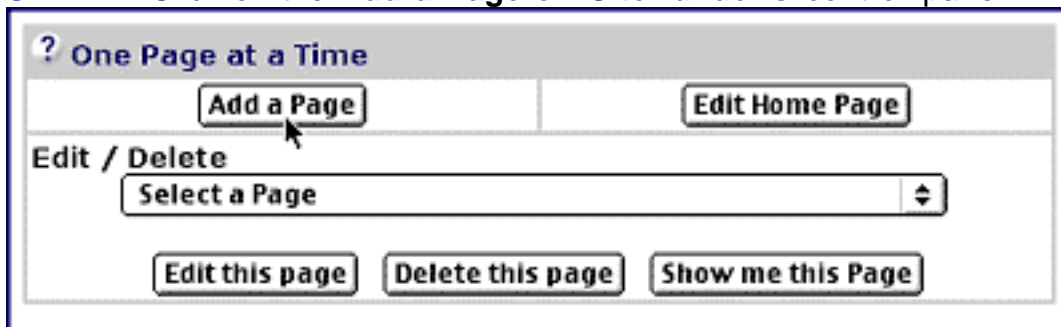 ? One Page at a Time
Add a Page Edit Home Page
Edit / Delete
Select a Page
Edit this page Delete this page Show me this Page